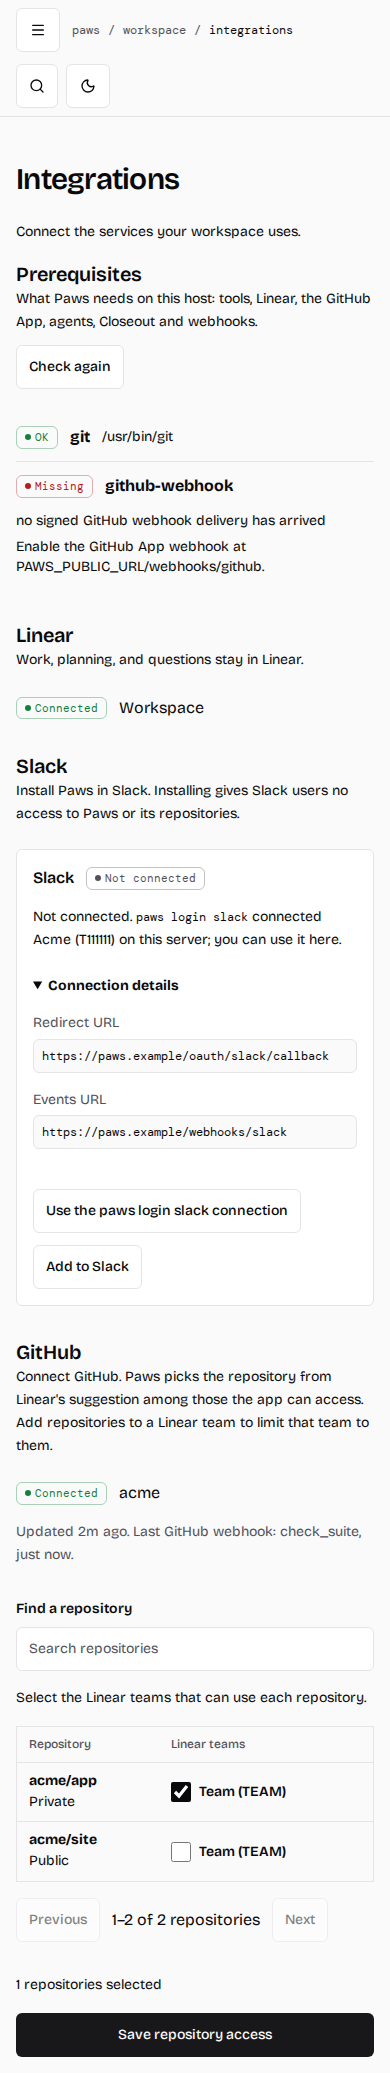 paws / workspace / integrations
Integrations
Connect the services your workspace uses.
Prerequisites
What Paws needs on this host: tools, Linear, the GitHub
App, agents, Closeout and webhooks.
Check again
OK git /usr/bin/git
Missing github-webhook
no signed GitHub webhook delivery has arrived
Enable the GitHub App webhook at
PAWS_PUBLIC_URL/webhooks/github.
Linear
Work, planning, and questions stay in Linear.
Connected Workspace
Slack
Install Paws in Slack. Installing gives Slack users no
access to Paws or its repositories.
Slack Not connected
Not connected. paws login slack connected
Acme (T111111) on this server; you can use it here.
Connection details
Redirect URL
https://paws.example/oauth/slack/callback
Events URL
https://paws.example/webhooks/slack
Use the paws login slack connection
Add to Slack
GitHub
Connect GitHub. Paws picks the repository from
Linear's suggestion among those the app can access.
Add repositories to a Linear team to limit that team to
them.
Connected acme
Updated 2m ago. Last GitHub webhook: check_suite,
just now.
Find a repository
Search repositories
Select the Linear teams that can use each repository.
Repository Linear teams
acme/app
Private
Team (TEAM)
acme/site
Public
Team (TEAM)
Previous 1–2 of 2 repositories Next
1 repositories selected
Save repository access